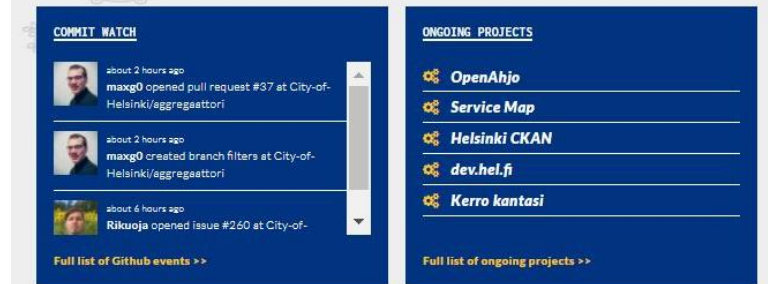 COMMIT WATCH
about 2 hours ago
maxg0 opened pull request #37 at City-of-
Helsinki/aggregaattori
about 2 hours ago
maxg0 created branch filters at City-of-
Helsinki/aggregaattori
about 6 hours ago
Rikuoja opened issue #260 at City-of-
Full list of Github events >>
ONGOING PROJECTS
OpenAhjo
Service Map
Helsinki CKAN
dev.hel.fi
Kerro kantasi
Full list of ongoing projects >>